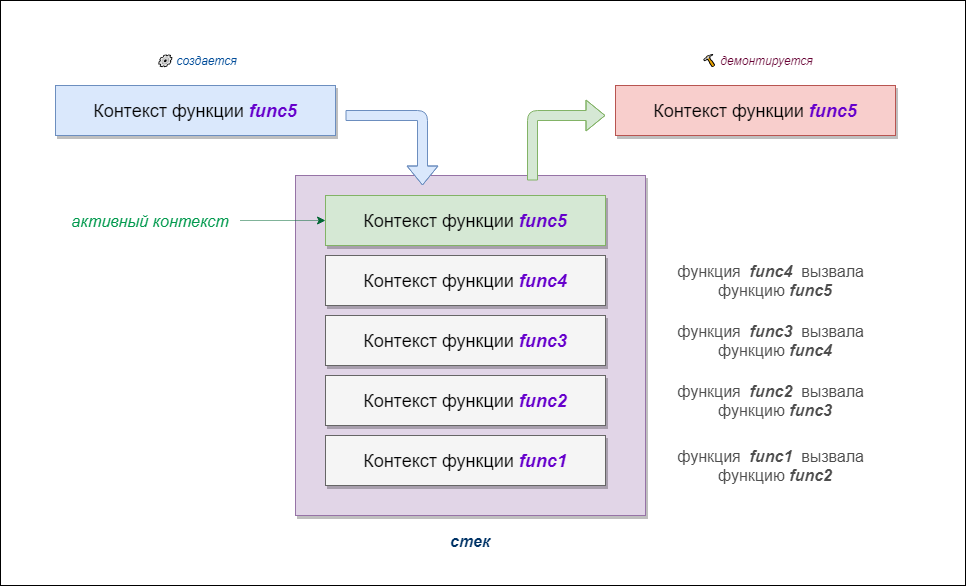 создается
демонтируется
Контекст функции func5
Контекст функции func5
активный контекст
Контекст функции func5
Контекст функции func4
функция func4 вызвала
функцию func5
Контекст функции func3
функция func3 вызвала
функцию func4
Контекст функции func2
функция func2 вызвала
функцию func3
Контекст функции func1
функция func1 вызвала
функцию func2
стек